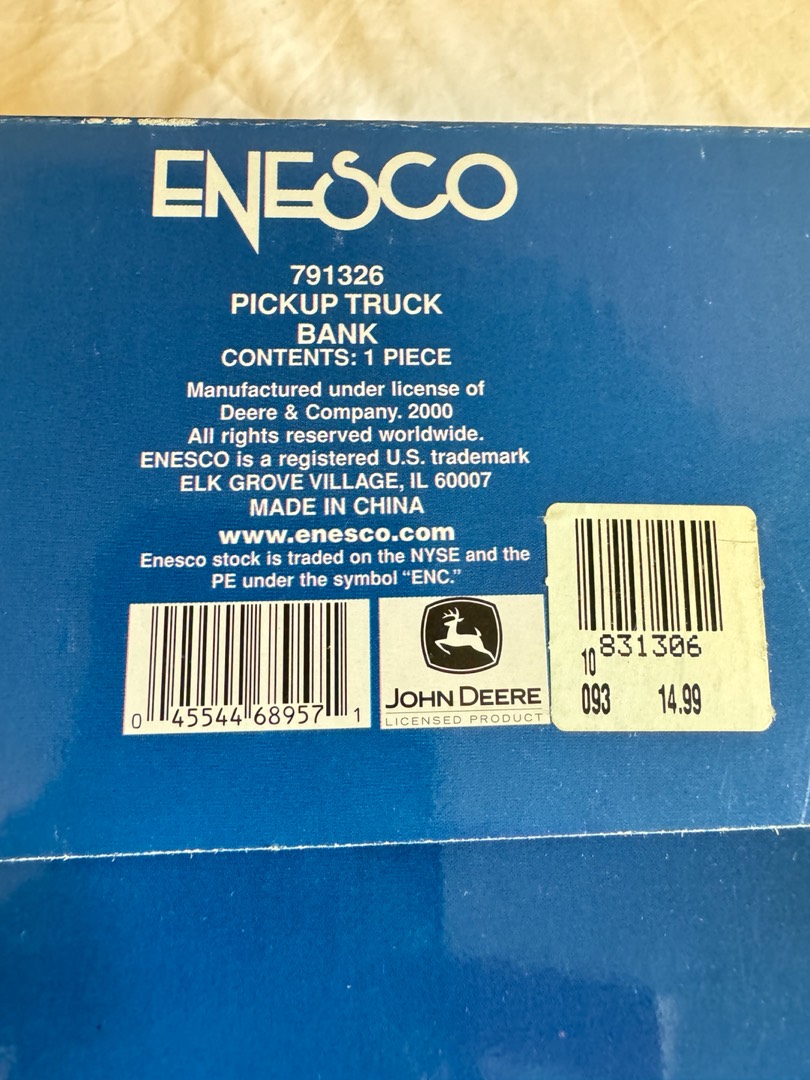 ENESCO
791326
PICKUP TRUCK
BANK
CONTENTS: 1 PIECE
Manufactured under license of
Deere & Company. 2000
All rights reserved worldwide.
ENESCO is a registered U.S. trademark
ELK GROVE VILLAGE, IL 60007
MADE IN CHINA
www.enesco.com
Enesco stock is traded on the NYSE and the
PE under the symbol “ENC.”
0 45544 68957 1
JOHN DEERE
LICENSED PRODUCT
10 831306
093 14.99